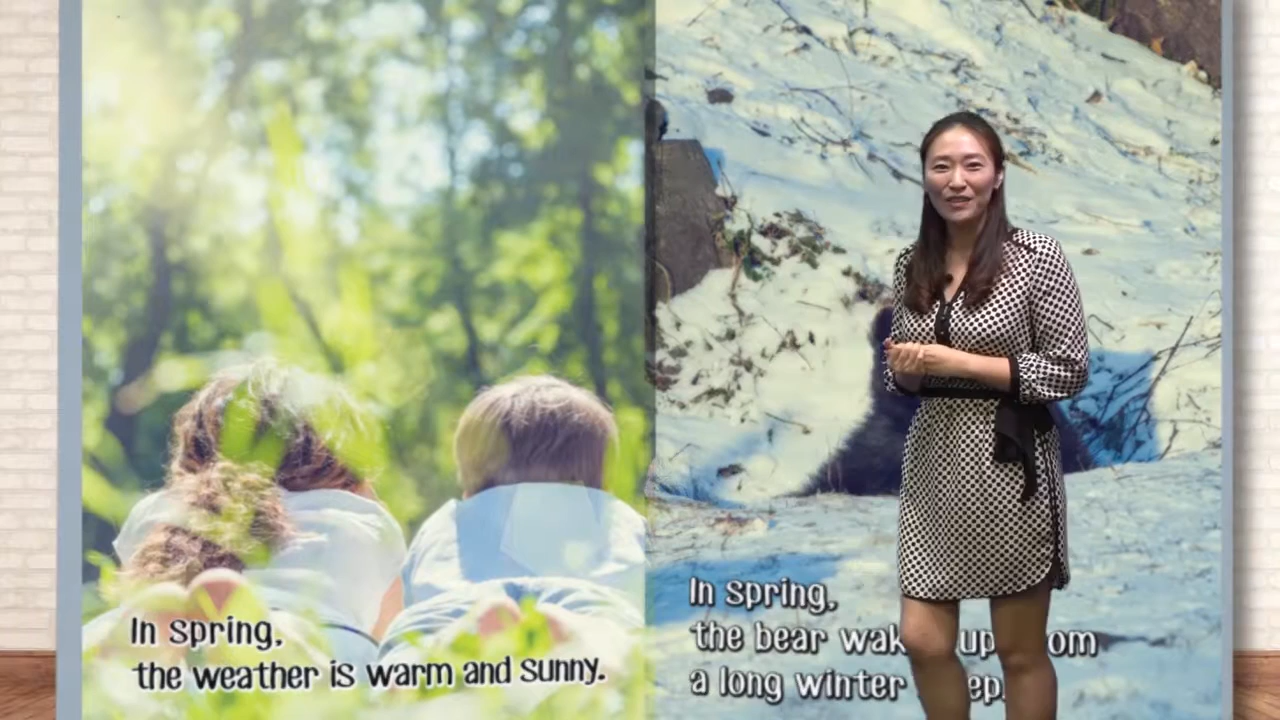 In spring,
the weather is warm and sunny.
In spring,
the bear up
a long winter